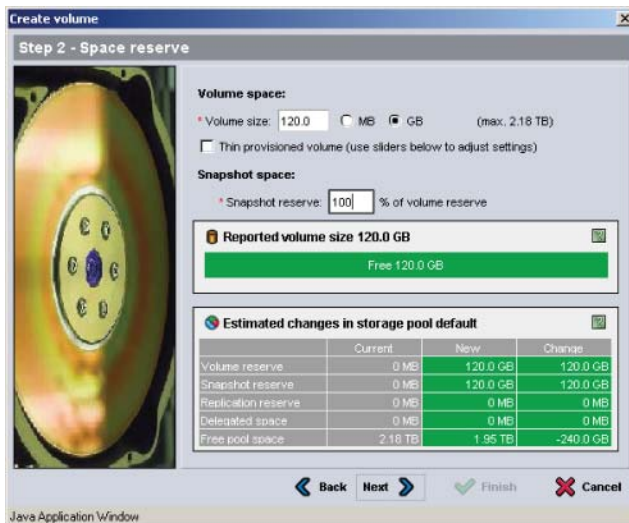 Create volume
Step 2 - Space reserve
Volume space:
* Volume size: 120.0 MB GB (max. 2.18 TB)
Thin provisioned volume (use sliders below to adjust settings)
Snapshot space:
* Snapshot reserve: 100 % of volume reserve
Reported volume size 120.0 GB
Free 120.0 GB
Estimated changes in storage pool default
Current New Change
Volume reserve 0 MB 120.0 GB 120.0 GB
Snapshot reserve 0 MB 120.0 GB 120.0 GB
Replication reserve 0 MB 0 MB 0 MB
Delegated space 0 MB 0 MB 0 MB
Free pool space 2.18 TB 1.95 TB -240.0 GB
Back Next Finish Cancel
Java Application Window